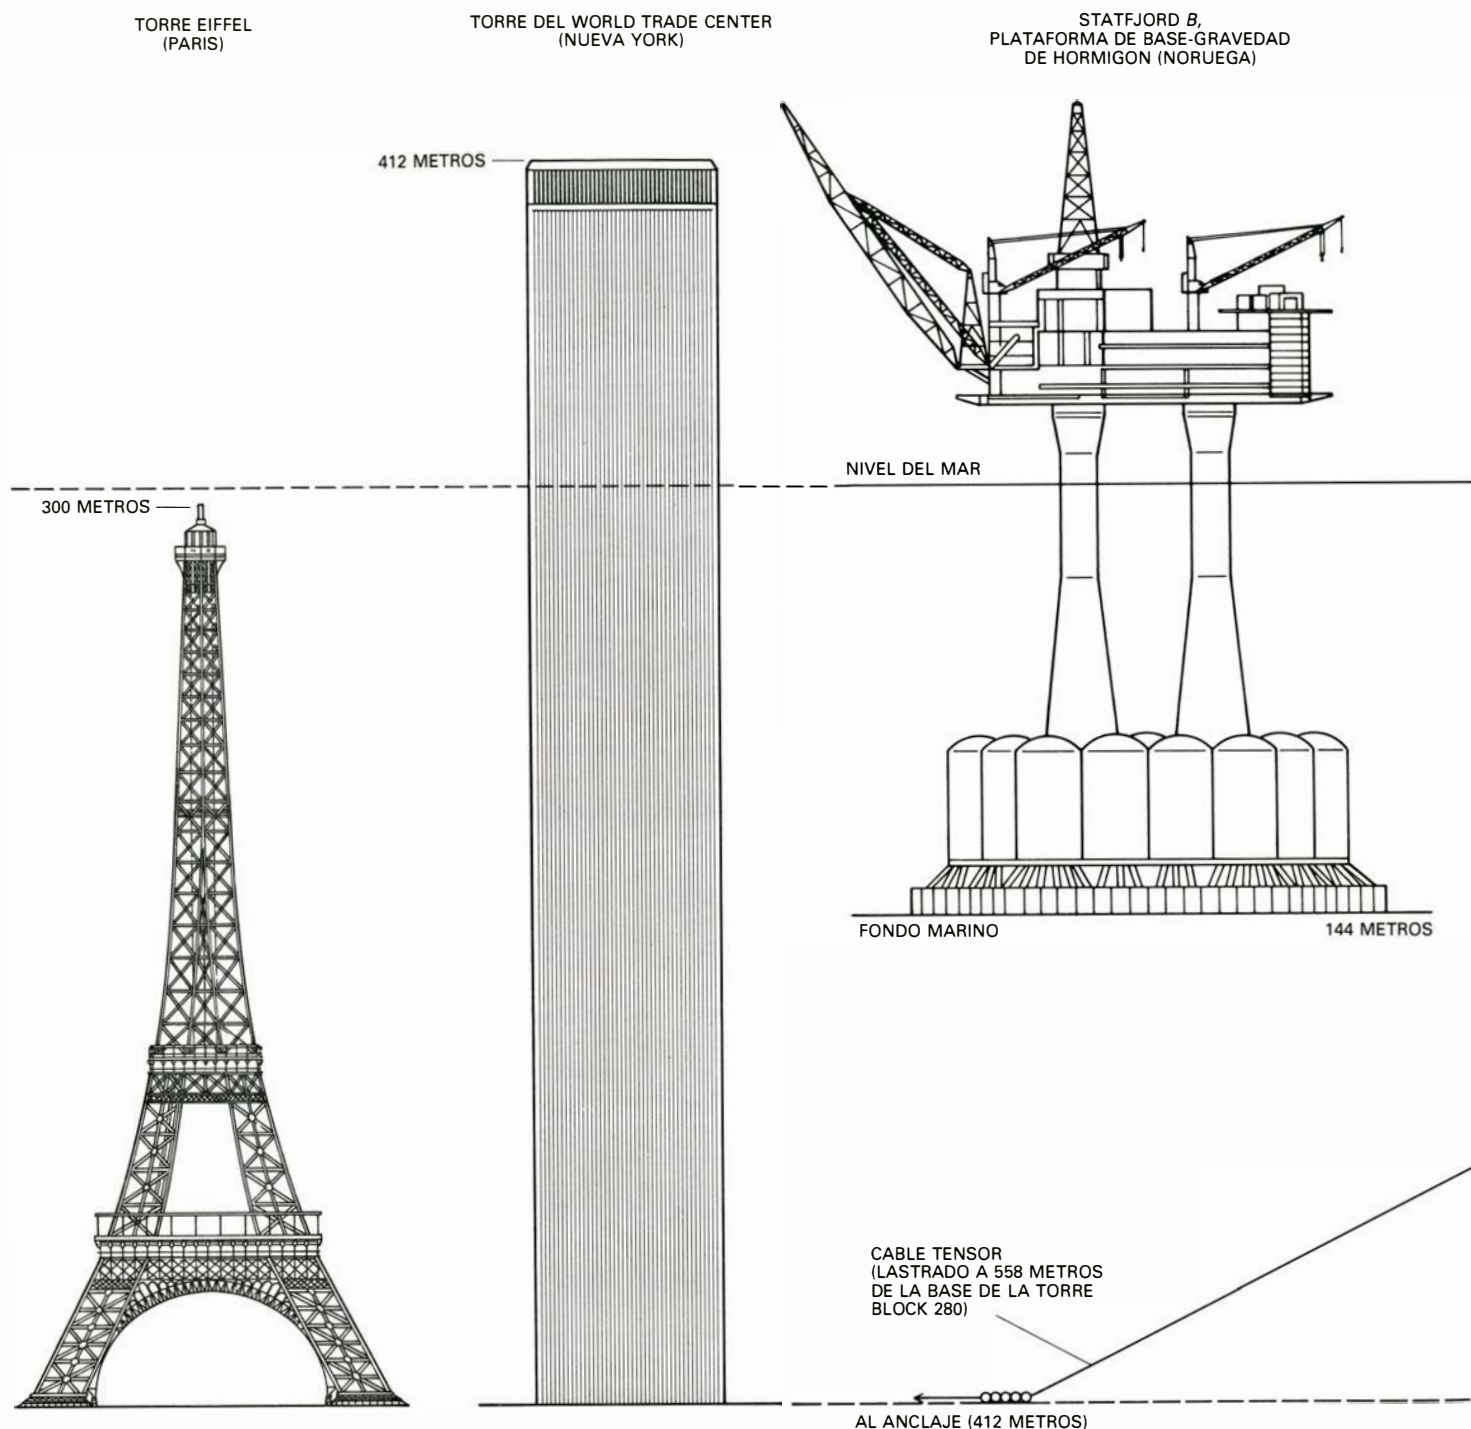 TORRE EIFFEL
(PARIS)
TORRE DEL WORLD TRADE CENTER
(NUEVA YORK)
STATFJORD B,
PLATAFORMA DE BASE-GRAVEDAD
DE HORMIGON (NORUEGA)
412 METROS
NIVEL DEL MAR
300 METROS
FONDO MARINO
144 METROS
CABLE TENSOR
(LASTRADO A 558 METROS
DE LA BASE DE LA TORRE
BLOCK 280)
AL ANCLAJE (412 METROS)